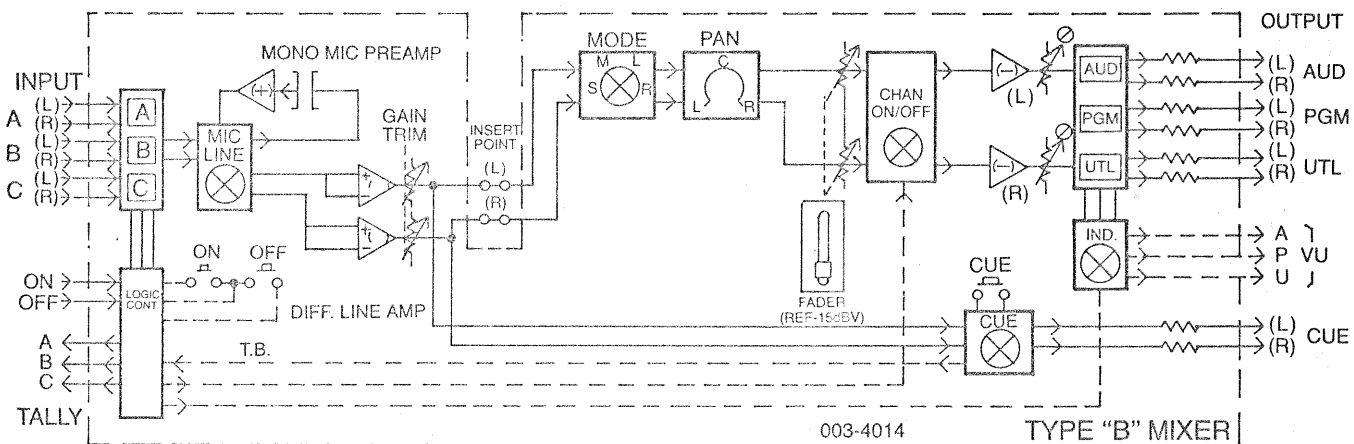 OUTPUT
MONO MIC PREAMP
MODE
PAN
INPUT
(+)
M L
S R
C
L R
(-)
(L)
AUD
(L) AUD
(R)
A (L)
(R)
A
GAIN
TRIM
INSERT
POINT
CHAN
ON/OFF
PGM
(L) PGM
(R)
B (L)
(R)
B
MIC
LINE
(L)
(-)
(R)
UTL
(L)
(R) UTL
C (L)
(R)
C
+
-
(R)
+
-
IND.
A
P VU
U
ON
OFF
ON OFF
LOGIC
CONT
CUE
FADER
(REF-15dBV)
DIFF. LINE AMP
CUE
(L)
(R) CUE
A
B
C
T.B.
TALLY
003-4014
TYPE "B" MIXER